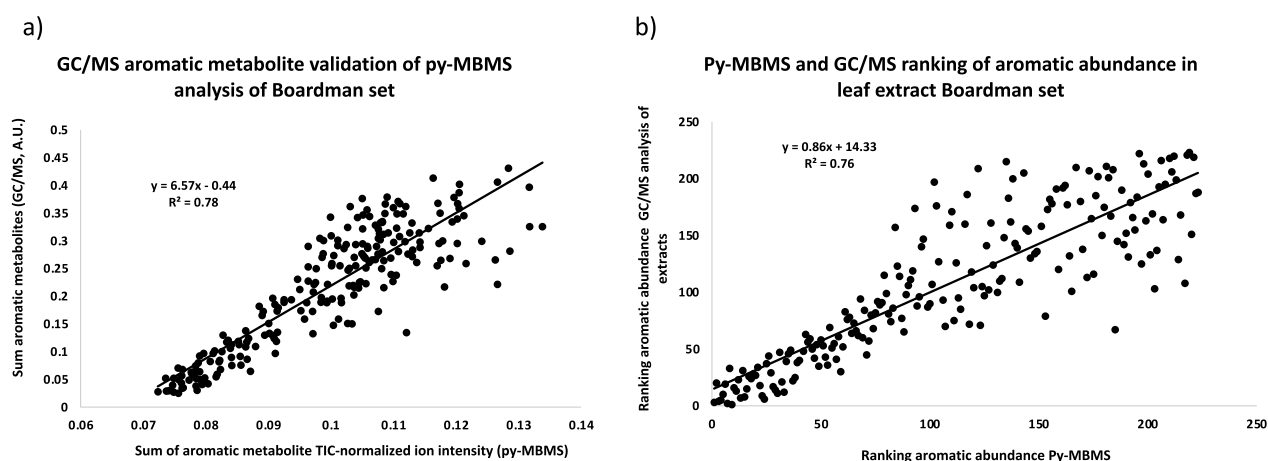 a)
GC/MS aromatic metabolite validation of py-MBMS
analysis of Boardman set
Sum aromatic metabolites (GC/MS, A.U.)
0.5
0.45
0.4
0.35
0.3
0.25
0.2
0.15
0.1
0.05
0
y = 6.57x - 0.44
R² = 0.78
0.06 0.07 0.08 0.09 0.1 0.11 0.12 0.13 0.14
Sum of aromatic metabolite TIC-normalized ion intensity (py-MBMS)
b)
Py-MBMS and GC/MS ranking of aromatic abundance in
leaf extract Boardman set
Ranking aromatic abundance GC/MS analysis of
extracts
250
200
150
100
50
0
y = 0.86x + 14.33
R² = 0.76
0 50 100 150 200 250
Ranking aromatic abundance Py-MBMS